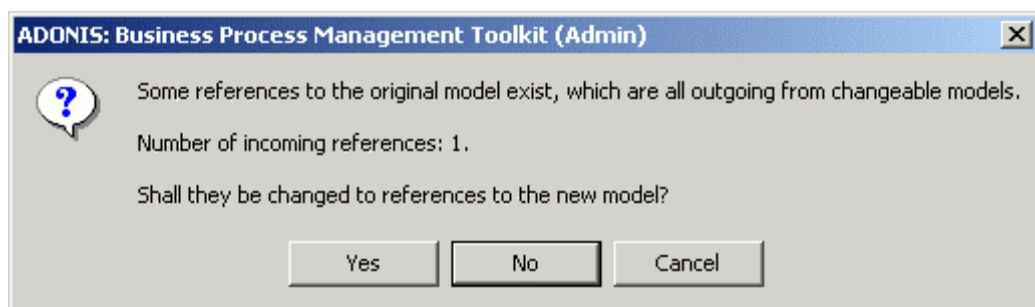 ADONIS: Business Process Management Toolkit (Admin)
Some references to the original model exist, which are all outgoing from changeable models.
Number of incoming references: 1.
Shall they be changed to references to the new model?
Yes No Cancel